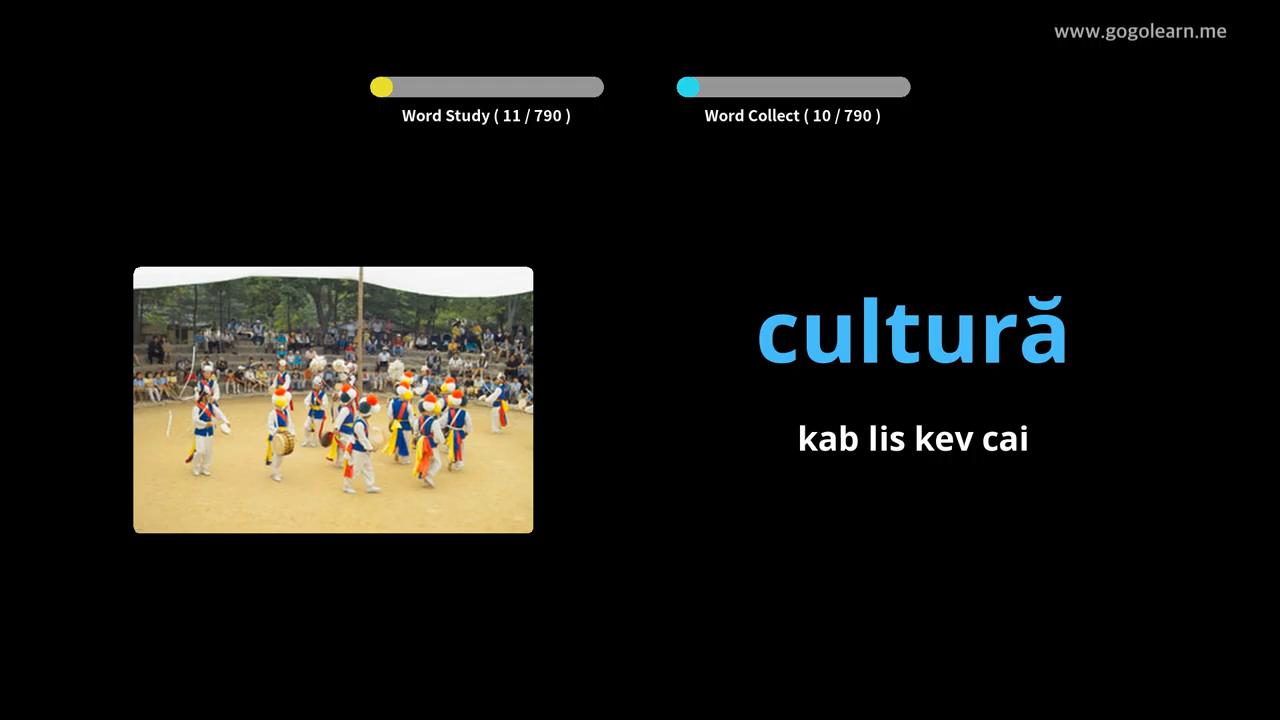 www.gogolearn.me
Word Study ( 11 / 790 )
Word Collect ( 10 / 790 )
cultură
kab lis kev cai